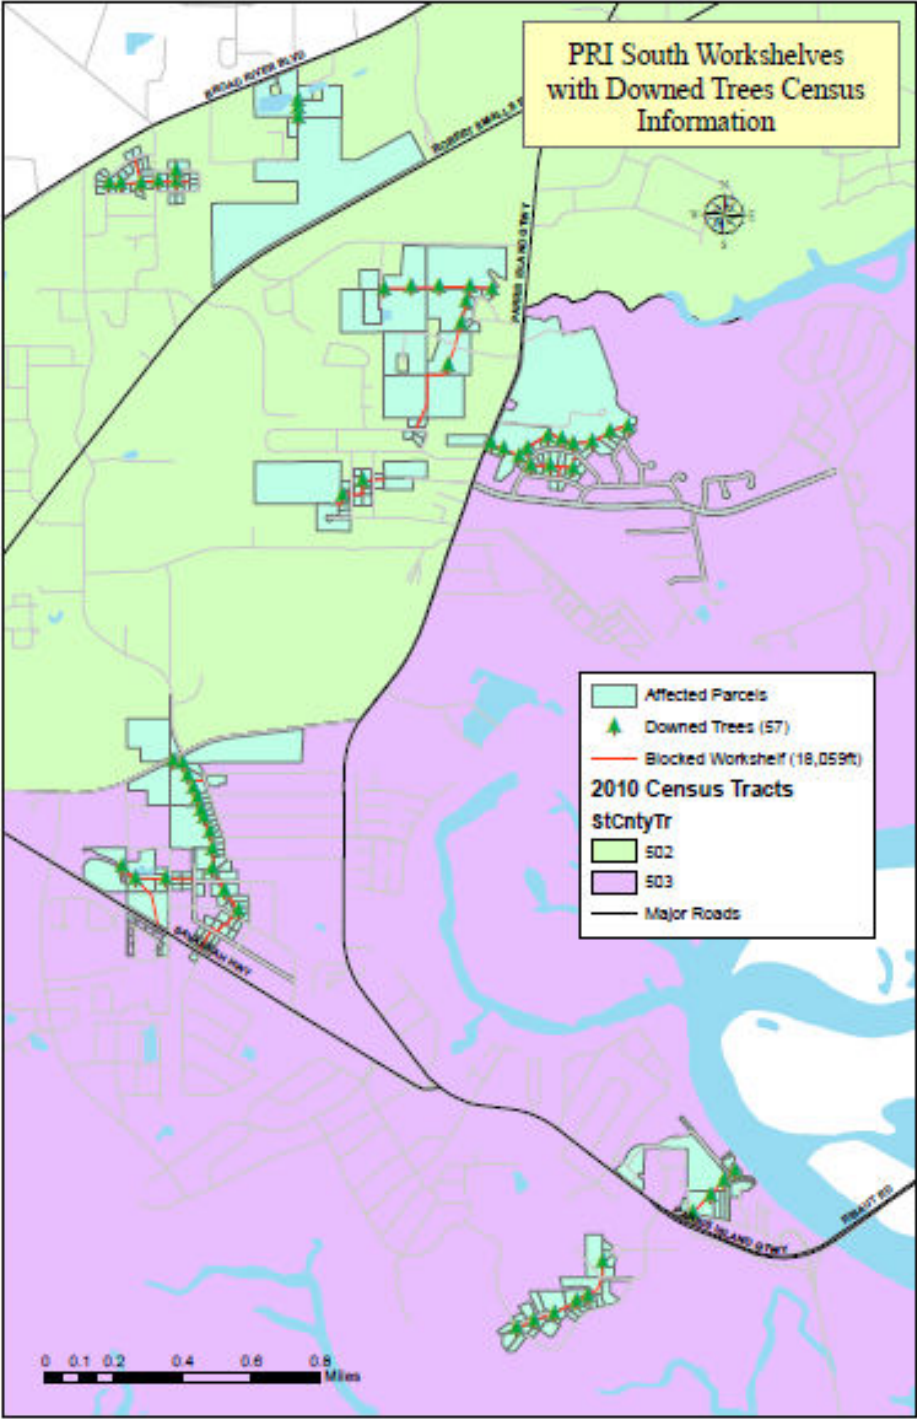 PRI South Workshelves
with Downed Trees Census
Information
BROAD RIVER BLVD
ROBERT SMALLS
PARRIS ISLAND GTWY
N
W
E
S
Affected Parcels
Downed Trees (57)
Blocked Workshelf (18,059ft)
2010 Census Tracts
StCntyTr
502
503
Major Roads
SAVANNAH HWY
PARRIS ISLAND GTWY
RIBAUT RD
0 0.1 0.2 0.4 0.6 0.8
Miles